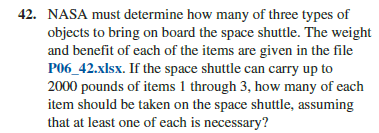 42. NASA must determine how many of three types of
objects to bring on board the space shuttle. The weight
and benefit of each of the items are given in the file
P06_42.xlsx. If the space shuttle can carry up to
2000 pounds of items 1 through 3, how many of each
item should be taken on the space shuttle, assuming
that at least one of each is necessary?